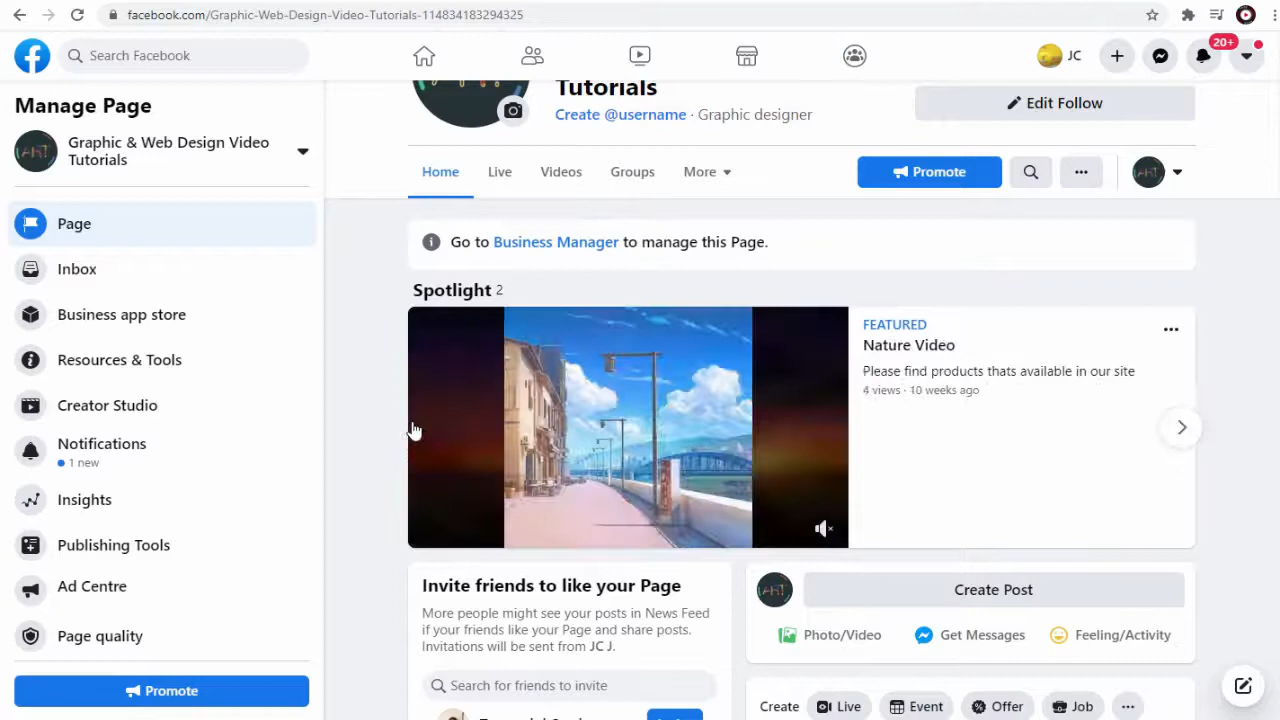 facebook.com/Graphic-Web-Design-Video-Tutorials-114834183294325
Search Facebook
JC
20+
Manage Page
Graphic & Web Design Video
Tutorials
Page
Inbox
Business app store
Resources & Tools
Creator Studio
Notifications
1 new
Insights
Publishing Tools
Ad Centre
Page quality
Promote
Tutorials
Create @username · Graphic designer
Edit Follow
Home
Live
Videos
Groups
More
Promote
Go to Business Manager to manage this Page.
Spotlight 2
FEATURED
Nature Video
Please find products thats available in our site
4 views · 10 weeks ago
Invite friends to like your Page
More people might see your posts in News Feed
if your friends like your Page and share posts.
Invitations will be sent from JC J.
Search for friends to invite
Create Post
Photo/Video
Get Messages
Feeling/Activity
Create
Live
Event
Offer
Job